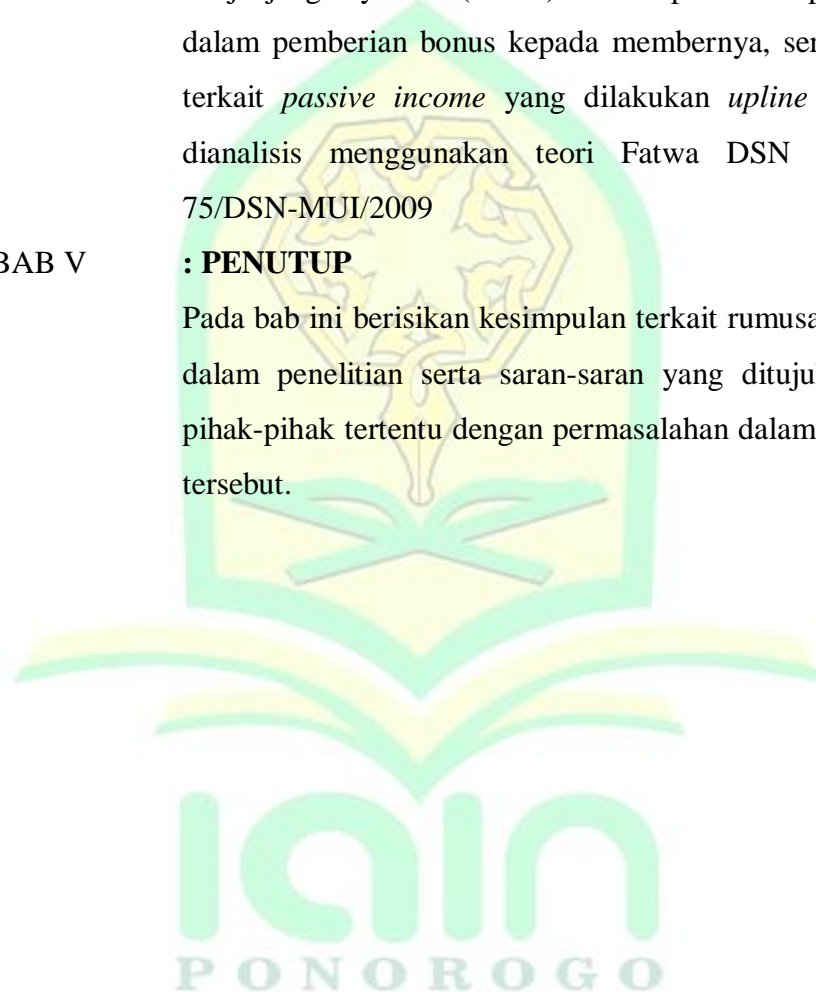 dalam pemberian bonus kepada membernya, ser
terkait passive income yang dilakukan upline
dianalisis menggunakan teori Fatwa DSN
75/DSN-MUI/2009
BAB V : PENUTUP
Pada bab ini berisikan kesimpulan terkait rumusa
dalam penelitian serta saran-saran yang dituju
pihak-pihak tertentu dengan permasalahan dalam
tersebut.
iain
PONOROGO